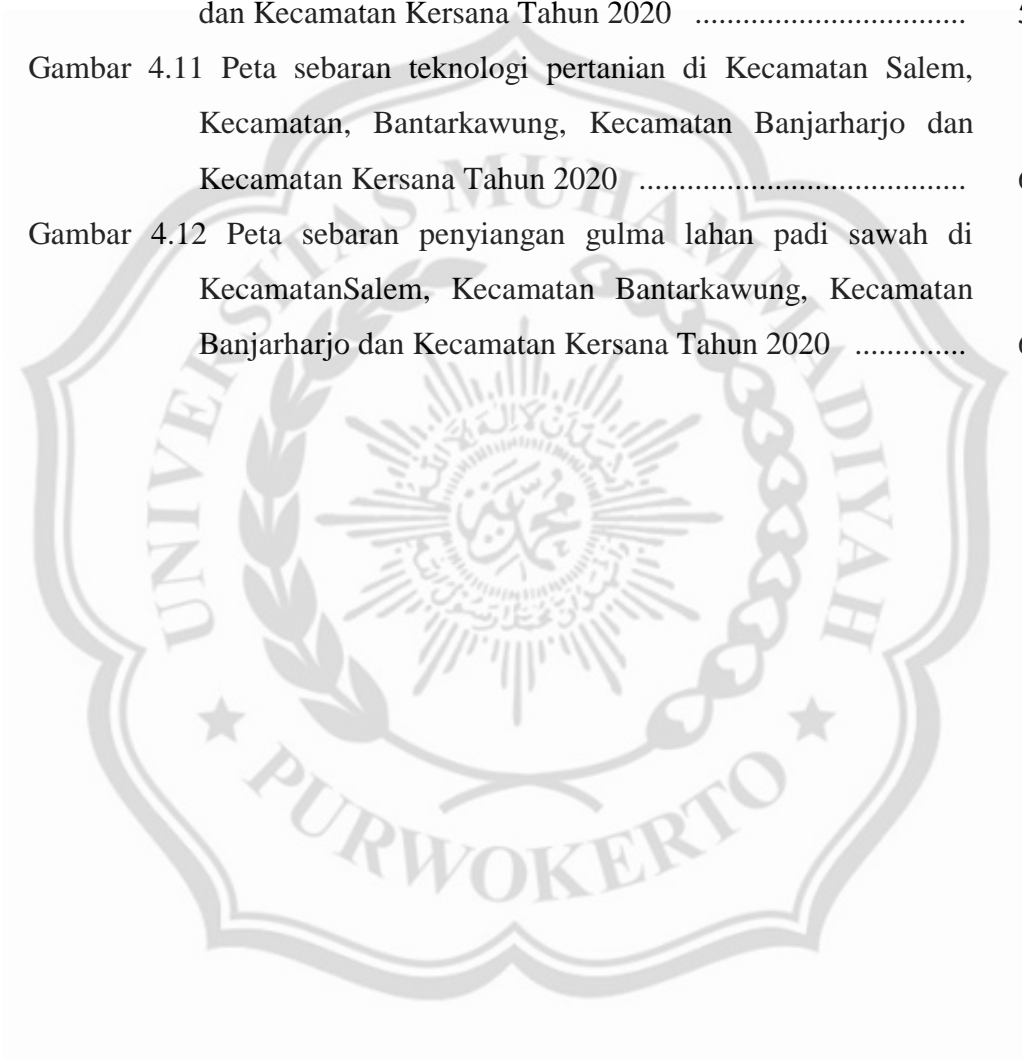 dan Kecamatan Kersana Tahun 2020 ..................................
Gambar 4.11 Peta sebaran teknologi pertanian di Kecamatan Salem,
Kecamatan, Bantarkawung, Kecamatan Banjarharjo dan
Kecamatan Kersana Tahun 2020 .........................................
Gambar 4.12 Peta sebaran penyiangan gulma lahan padi sawah di
KecamatanSalem, Kecamatan Bantarkawung, Kecamatan
Banjarharjo dan Kecamatan Kersana Tahun 2020 ..............
UNIVERSITAS MUHAMMADIYAH
PURWOKERTO